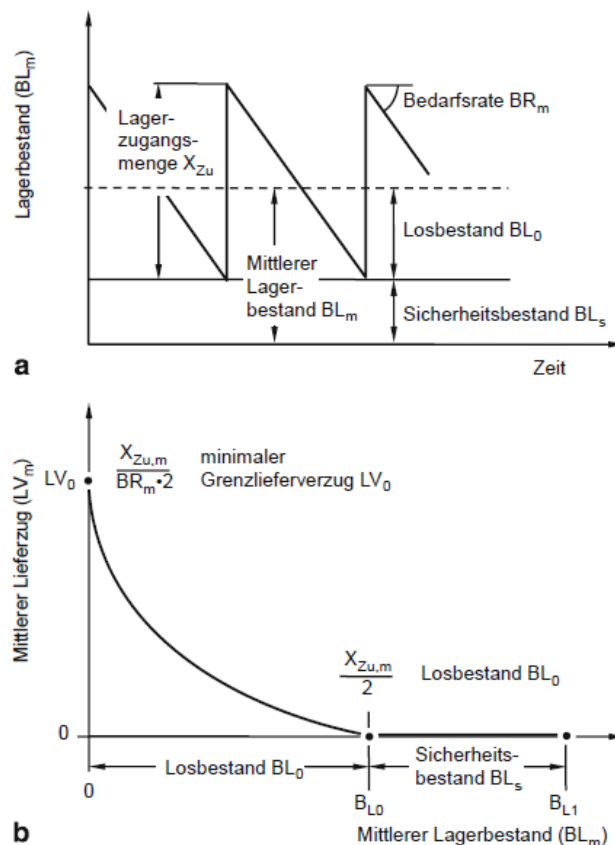 Lagerbestand (BLm)
Lager-
zugangs-
menge XZu
Bedarfsrate BRm
Losbestand BL0
Mittlerer
Lager-
bestand BLm
Sicherheitsbestand BLs
a
Zeit
Mittlerer Lieferzug (LVm)
LV0
XZu,m
BRm•2
minimaler
Grenzlieferverzug LV0
XZu,m
2
Losbestand BL0
0
Losbestand BL0
Sicherheits-
bestand BLs
0
BL0
BL1
b
Mittlerer Lagerbestand (BLm)